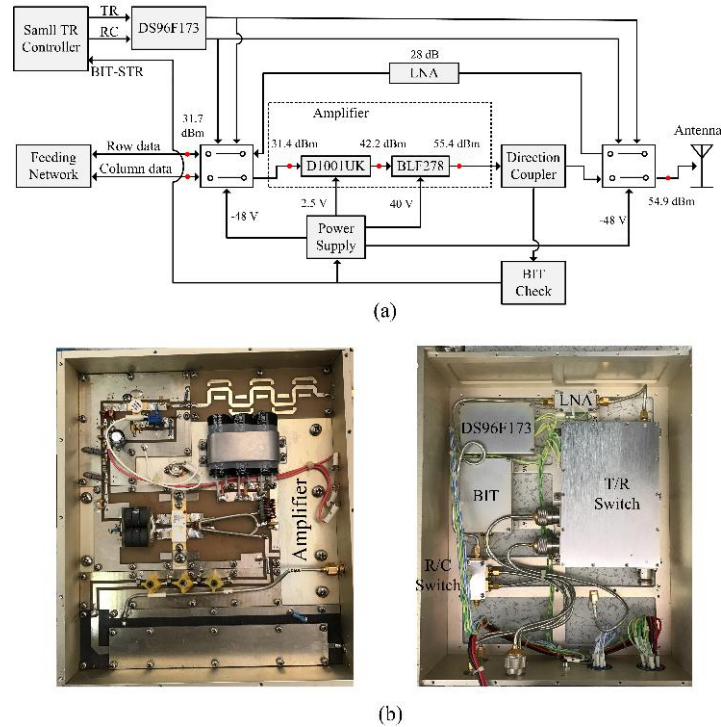 Samll TR
Controller
TR
RC
BIT-STR
DS96F173
28 dB
LNA
31.7
dBm
Amplifier
Feeding
Network
Row data
Column data
31.4 dBm
D1001UK
42.2 dBm
BLF278
55.4 dBm
Direction
Coupler
Antenna
54.9 dBm
-48 V
2.5 V
40 V
-48 V
Power
Supply
BIT
Check
(a)
Amplifier
DS96F173
LNA
BIT
T/R
Switch
R/C
Switch
(b)